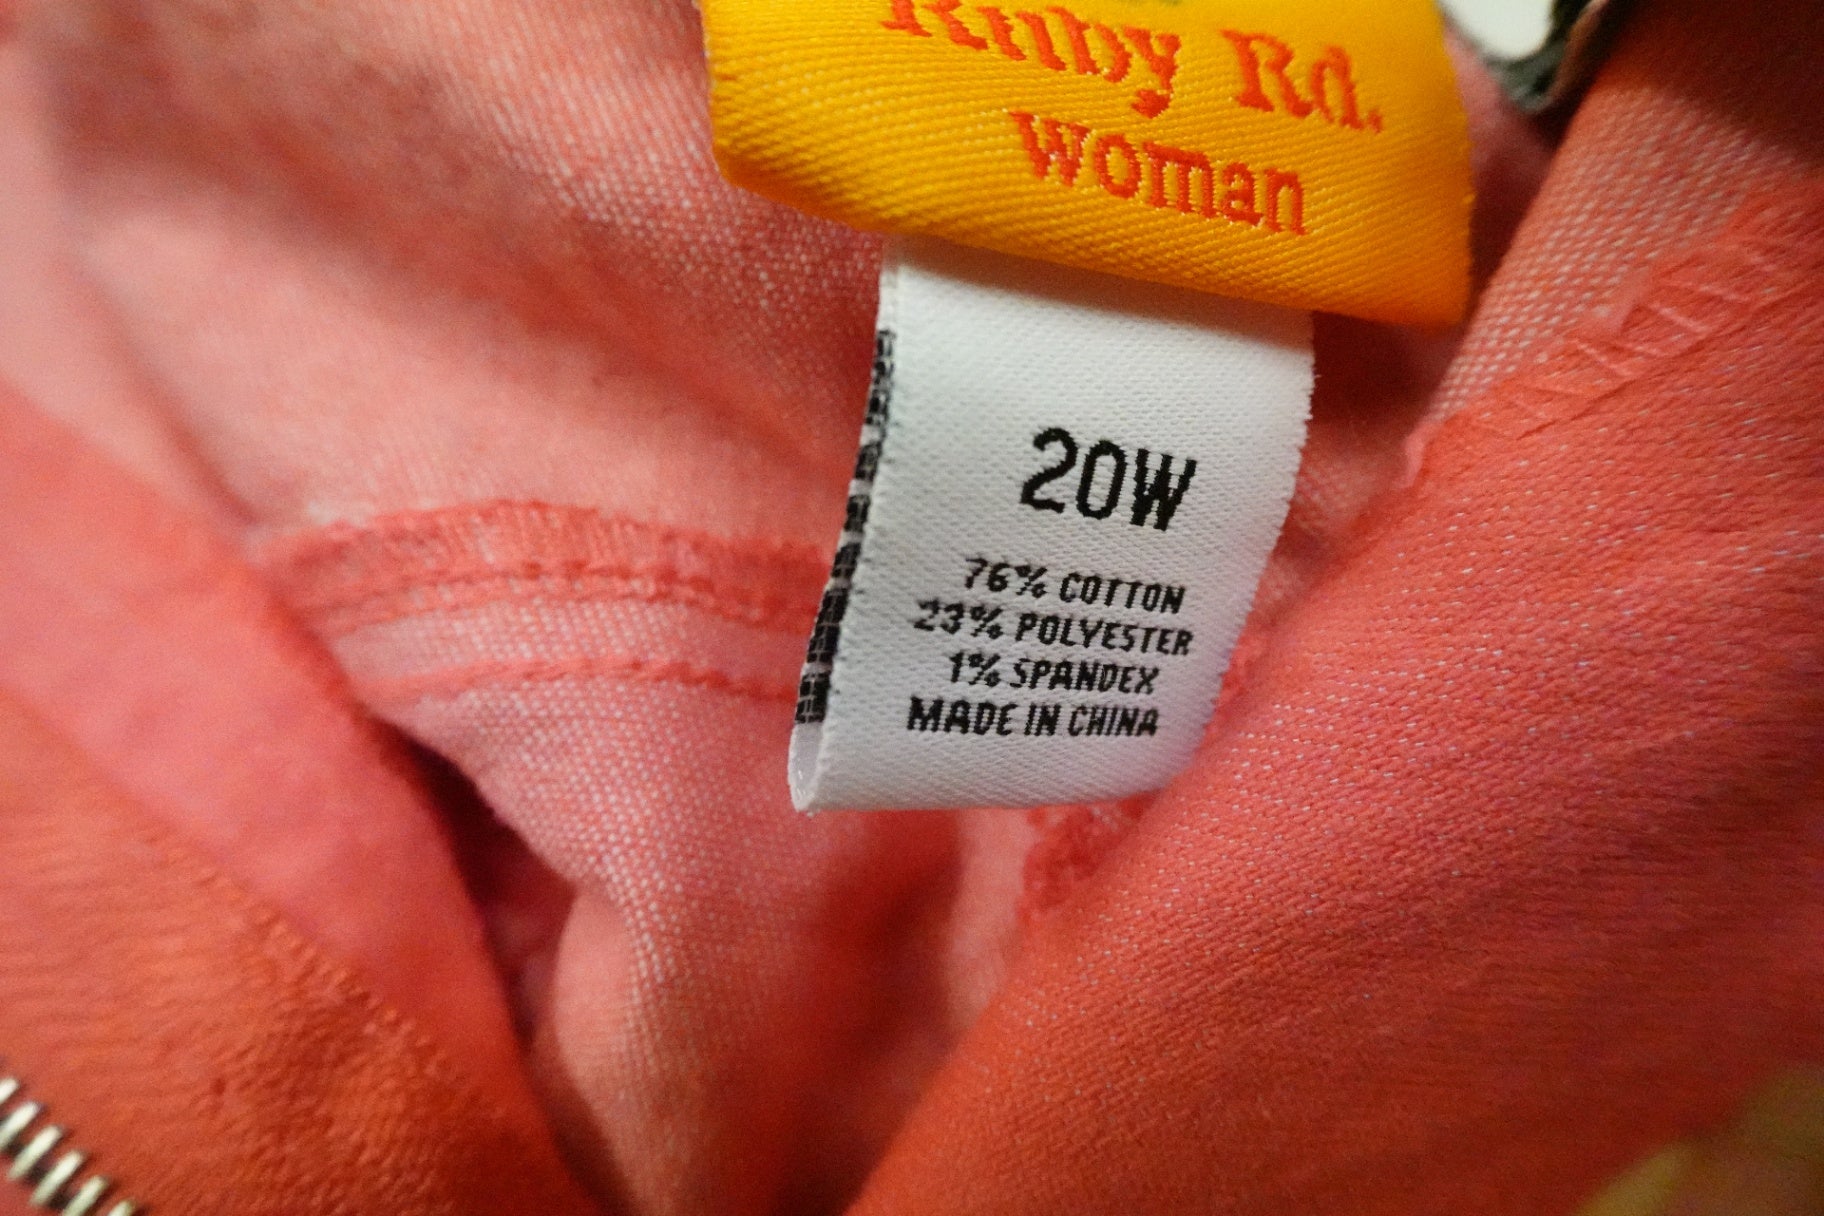 Ruby Rd.
woman
20W
76% COTTON
23% POLYESTER
1% SPANDEX
MADE IN CHINA